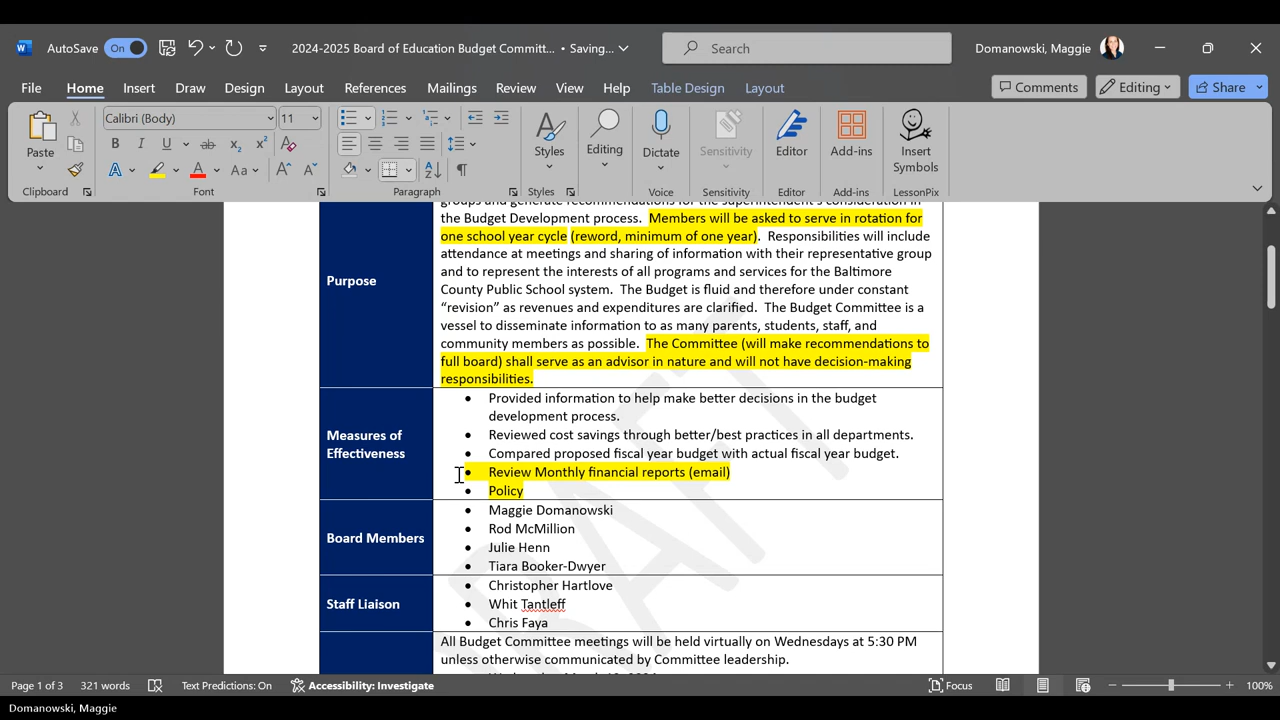 AutoSave On 2024-2025 Board of Education Budget Committ... • Saving... Search Domanowski, Maggie
File Home Insert Draw Design Layout References Mailings Review View Help Table Design Layout Comments Editing Share
Calibri (Body) 11
Paste Styles Editing Dictate Sensitivity Editor Add-ins Insert Symbols
Clipboard Font Paragraph Styles Voice Sensitivity Editor Add-ins LessonPix
groups and generate recommendations for the superintendent's consideration in
the Budget Development process. Members will be asked to serve in rotation for
one school year cycle (reword, minimum of one year). Responsibilities will include
attendance at meetings and sharing of information with their representative group
and to represent the interests of all programs and services for the Baltimore
Purpose
County Public School system. The Budget is fluid and therefore under constant
“revision” as revenues and expenditures are clarified. The Budget Committee is a
vessel to disseminate information to as many parents, students, staff, and
community members as possible. The Committee (will make recommendations to
full board) shall serve as an advisor in nature and will not have decision-making
responsibilities.
Measures of
Effectiveness
• Provided information to help make better decisions in the budget
development process.
• Reviewed cost savings through better/best practices in all departments.
• Compared proposed fiscal year budget with actual fiscal year budget.
• Review Monthly financial reports (email)
• Policy
Board Members
• Maggie Domanowski
• Rod McMillion
• Julie Henn
• Tiara Booker-Dwyer
Staff Liaison
• Christopher Hartlove
• Whit Tantleff
• Chris Faya
All Budget Committee meetings will be held virtually on Wednesdays at 5:30 PM
unless otherwise communicated by Committee leadership.
DRAFT
Page 1 of 3 321 words Text Predictions: On Accessibility: Investigate Focus 100%
Domanowski, Maggie